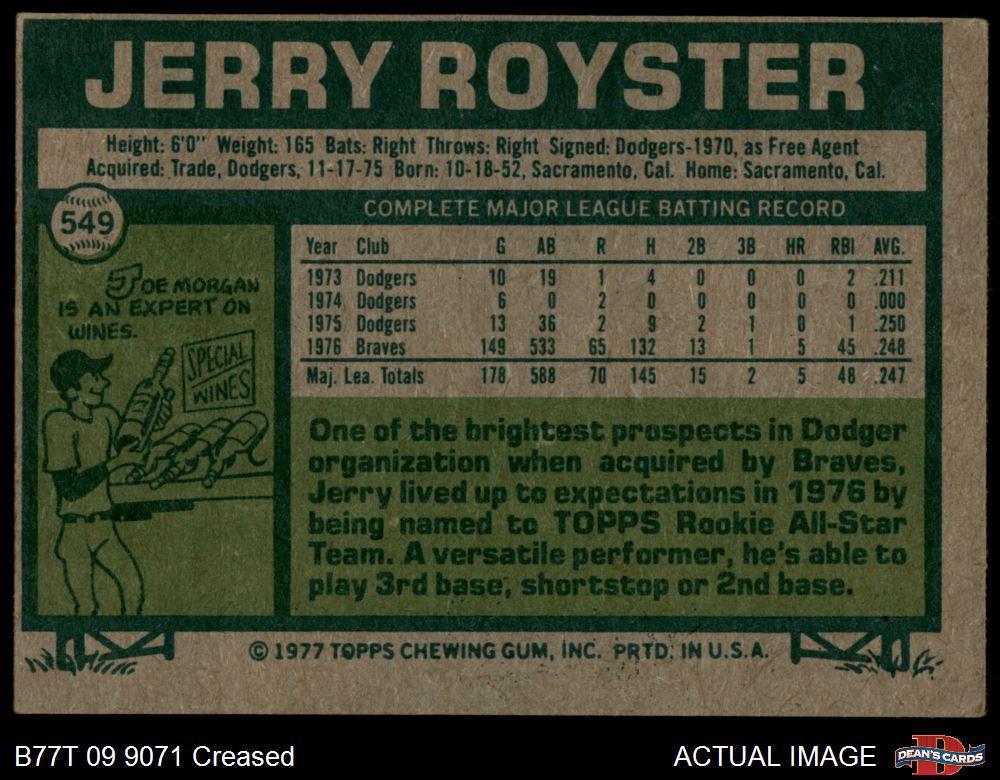 JERRY ROYSTER
Height: 6'0" Weight: 165 Bats: Right Throws: Right Signed: Dodgers-1970, as Free Agent
Acquired: Trade, Dodgers, 11-17-75 Born: 10-18-52, Sacramento, Cal. Home: Sacramento, Cal.
549
JOE MORGAN
IS AN EXPERT ON
WINES.
SPECIAL
WINES
COMPLETE MAJOR LEAGUE BATTING RECORD
Year Club G AB R H 2B 3B HR RBI AVG.
1973 Dodgers 10 19 1 4 0 0 0 2 .211
1974 Dodgers 6 0 2 0 0 0 0 0 .000
1975 Dodgers 13 36 2 9 2 1 0 1 .250
1976 Braves 149 533 65 132 13 1 5 45 .248
Maj. Lea. Totals 178 588 70 145 15 2 5 48 .247
One of the brightest prospects in Dodger
organization when acquired by Braves,
Jerry lived up to expectations in 1976 by
being named to TOPPS Rookie All-Star
Team. A versatile performer, he's able to
play 3rd base, shortstop or 2nd base.
© 1977 TOPPS CHEWING GUM, INC. PRTD. IN U.S.A.
B77T 09 9071 Creased
ACTUAL IMAGE
DEAN'S CARDS